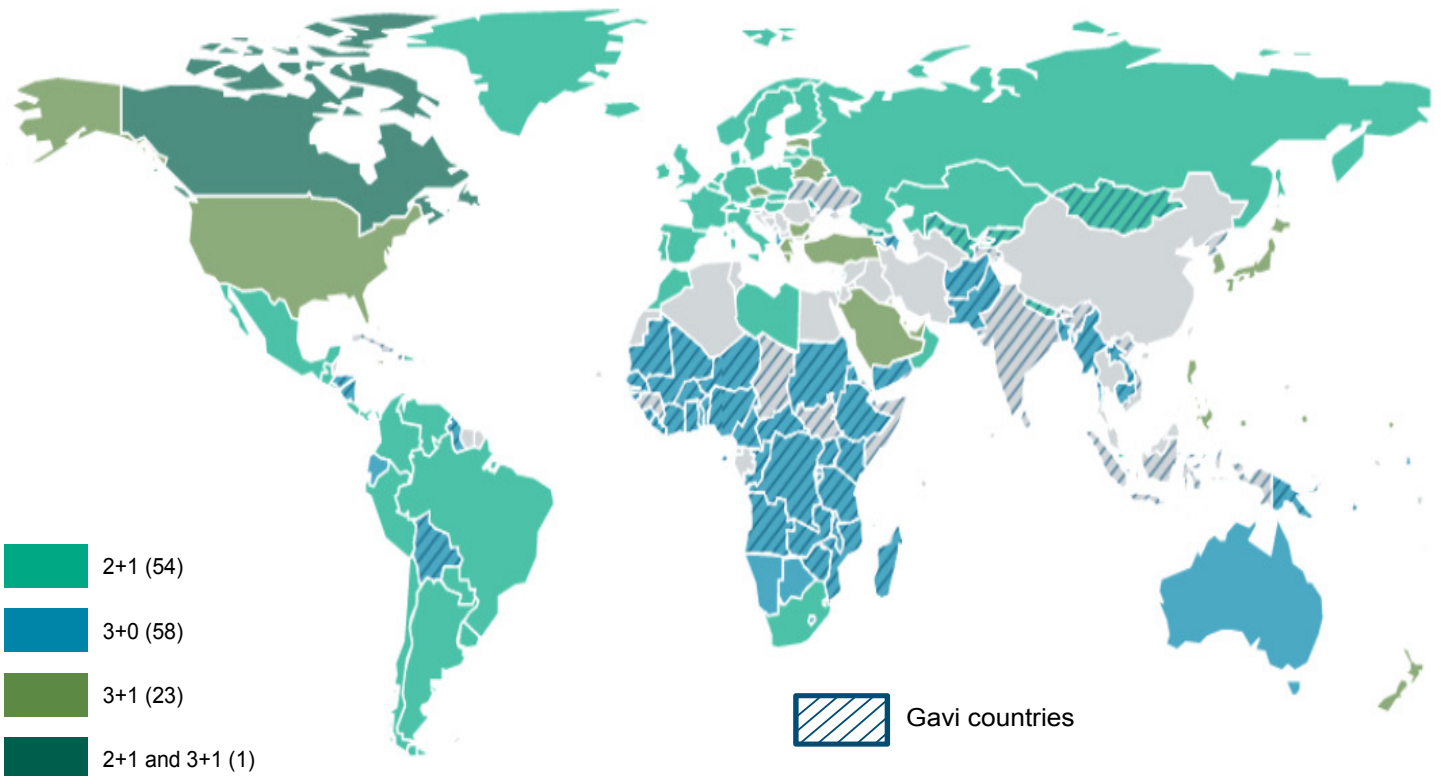 2+1 (54)
3+0 (58)
3+1 (23)
2+1 and 3+1 (1)
Gavi countries